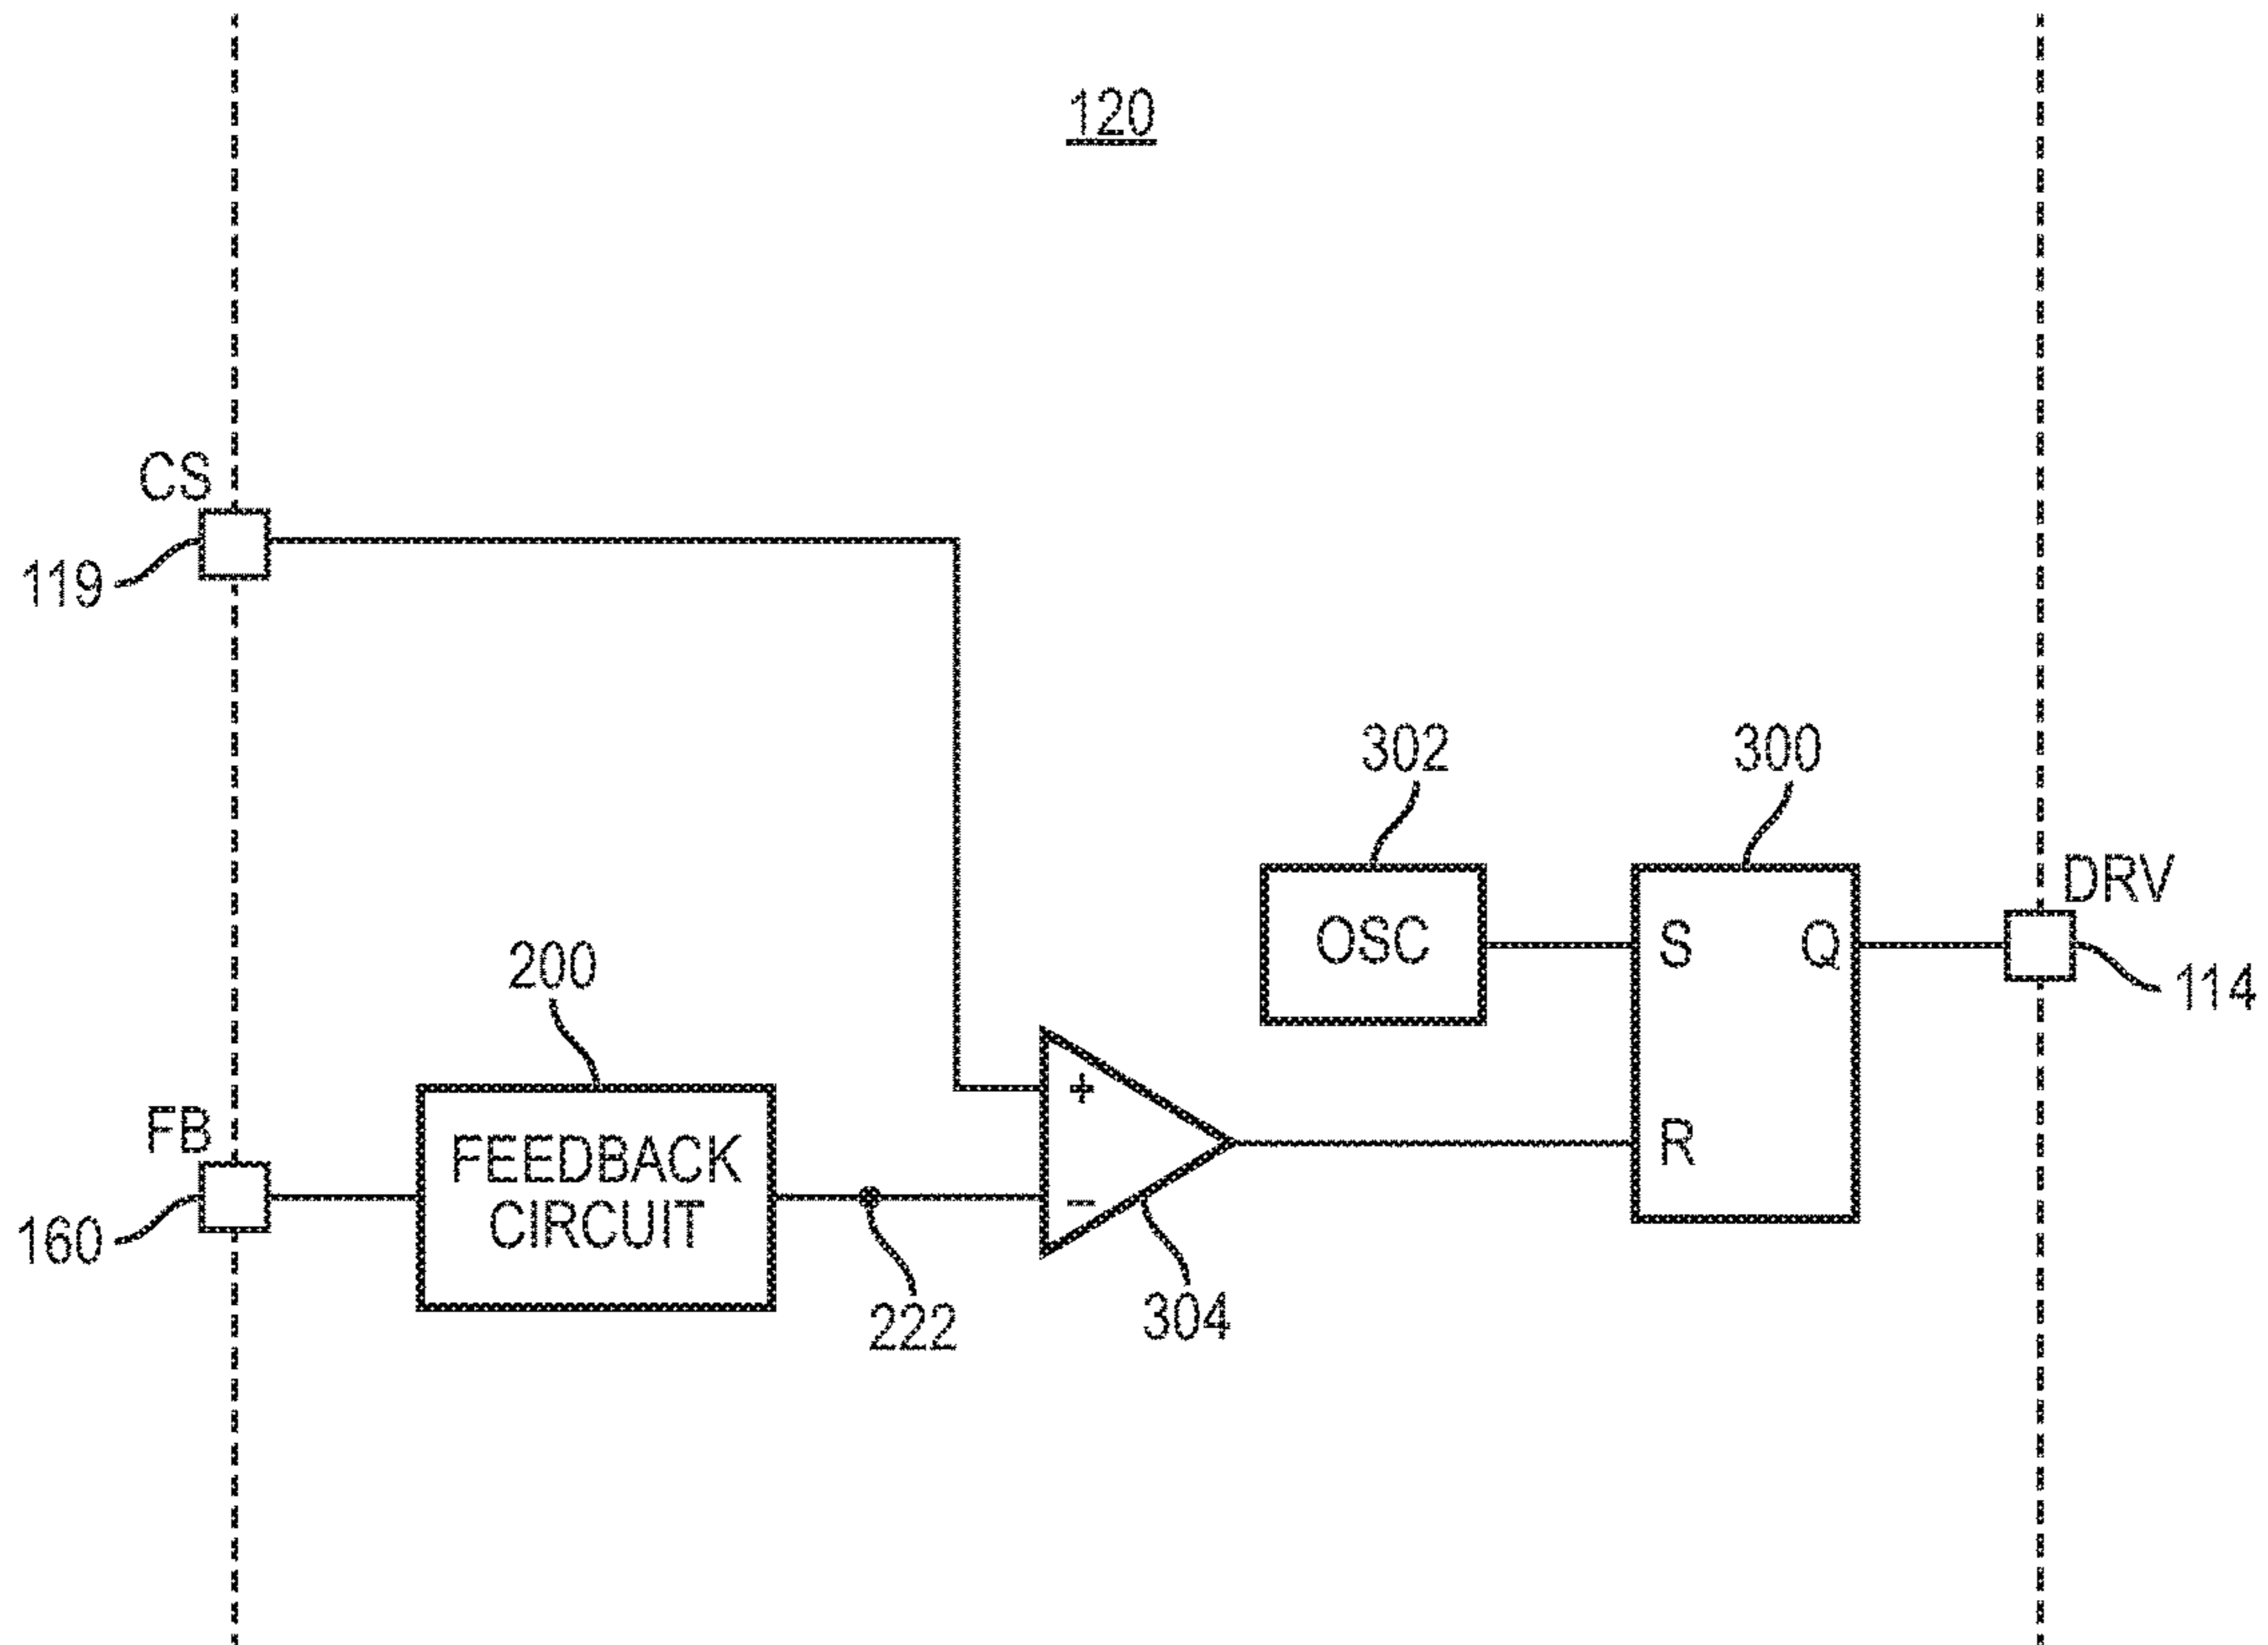 120
CS
119
302
300
DRV
OSC
S
Q
114
200
FB
FEEDBACK
CIRCUIT
+
R
−
160
222
304